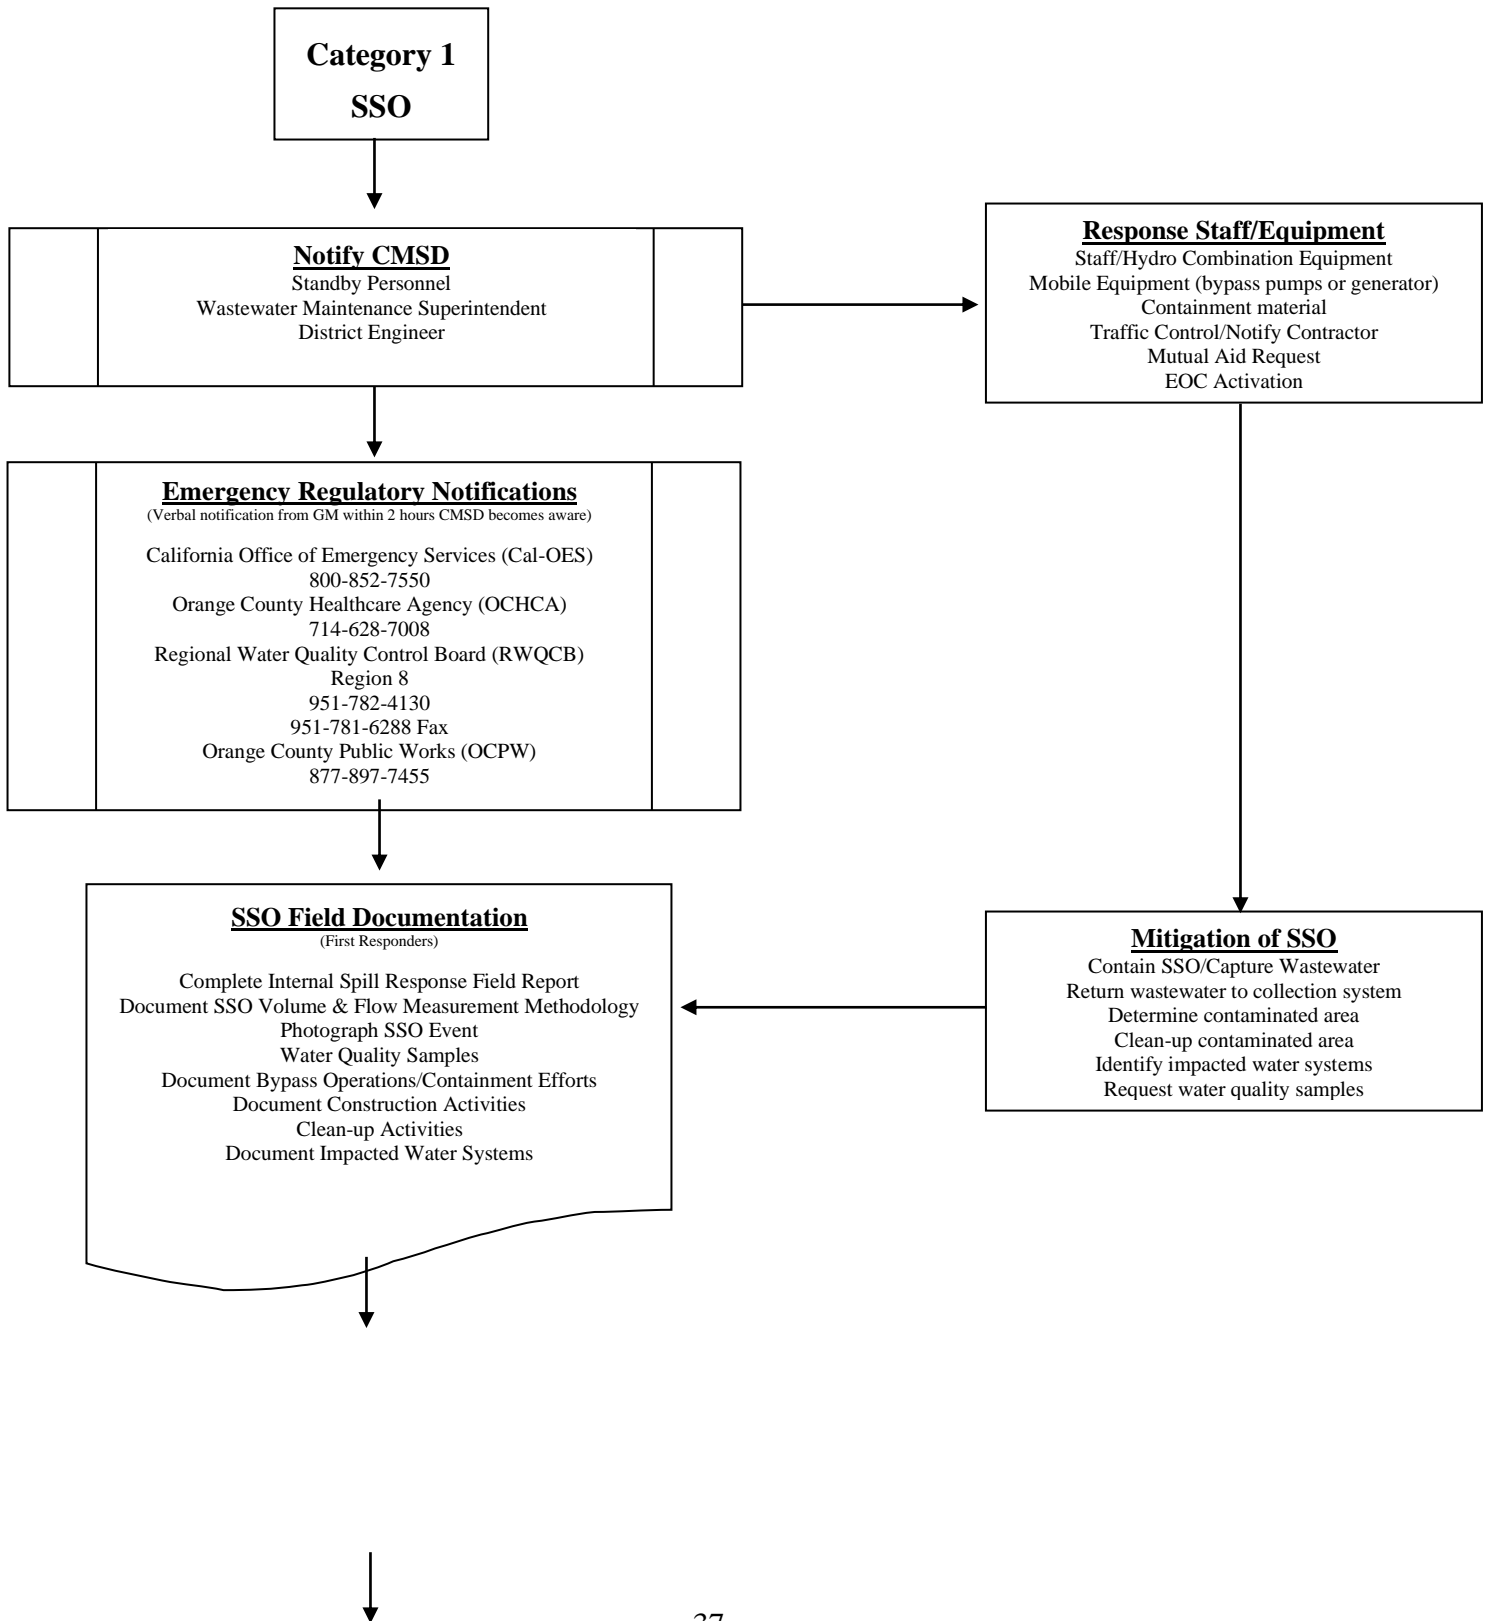 Category 1
SSO
Notify CMSD
Standby Personnel
Wastewater Maintenance Superintendent
District Engineer
Response Staff/Equipment
Staff/Hydro Combination Equipment
Mobile Equipment (bypass pumps or generator)
Containment material
Traffic Control/Notify Contractor
Mutual Aid Request
EOC Activation
Emergency Regulatory Notifications
(Verbal notification from GM within 2 hours CMSD becomes aware)
California Office of Emergency Services (Cal-OES)
800-852-7550
Orange County Healthcare Agency (OCHCA)
714-628-7008
Regional Water Quality Control Board (RWQCB)
Region 8
951-782-4130
951-781-6288 Fax
Orange County Public Works (OCPW)
877-897-7455
SSO Field Documentation
(First Responders)
Complete Internal Spill Response Field Report
Document SSO Volume & Flow Measurement Methodology
Photograph SSO Event
Water Quality Samples
Document Bypass Operations/Containment Efforts
Document Construction Activities
Clean-up Activities
Document Impacted Water Systems
Mitigation of SSO
Contain SSO/Capture Wastewater
Return wastewater to collection system
Determine contaminated area
Clean-up contaminated area
Identify impacted water systems
Request water quality samples
37